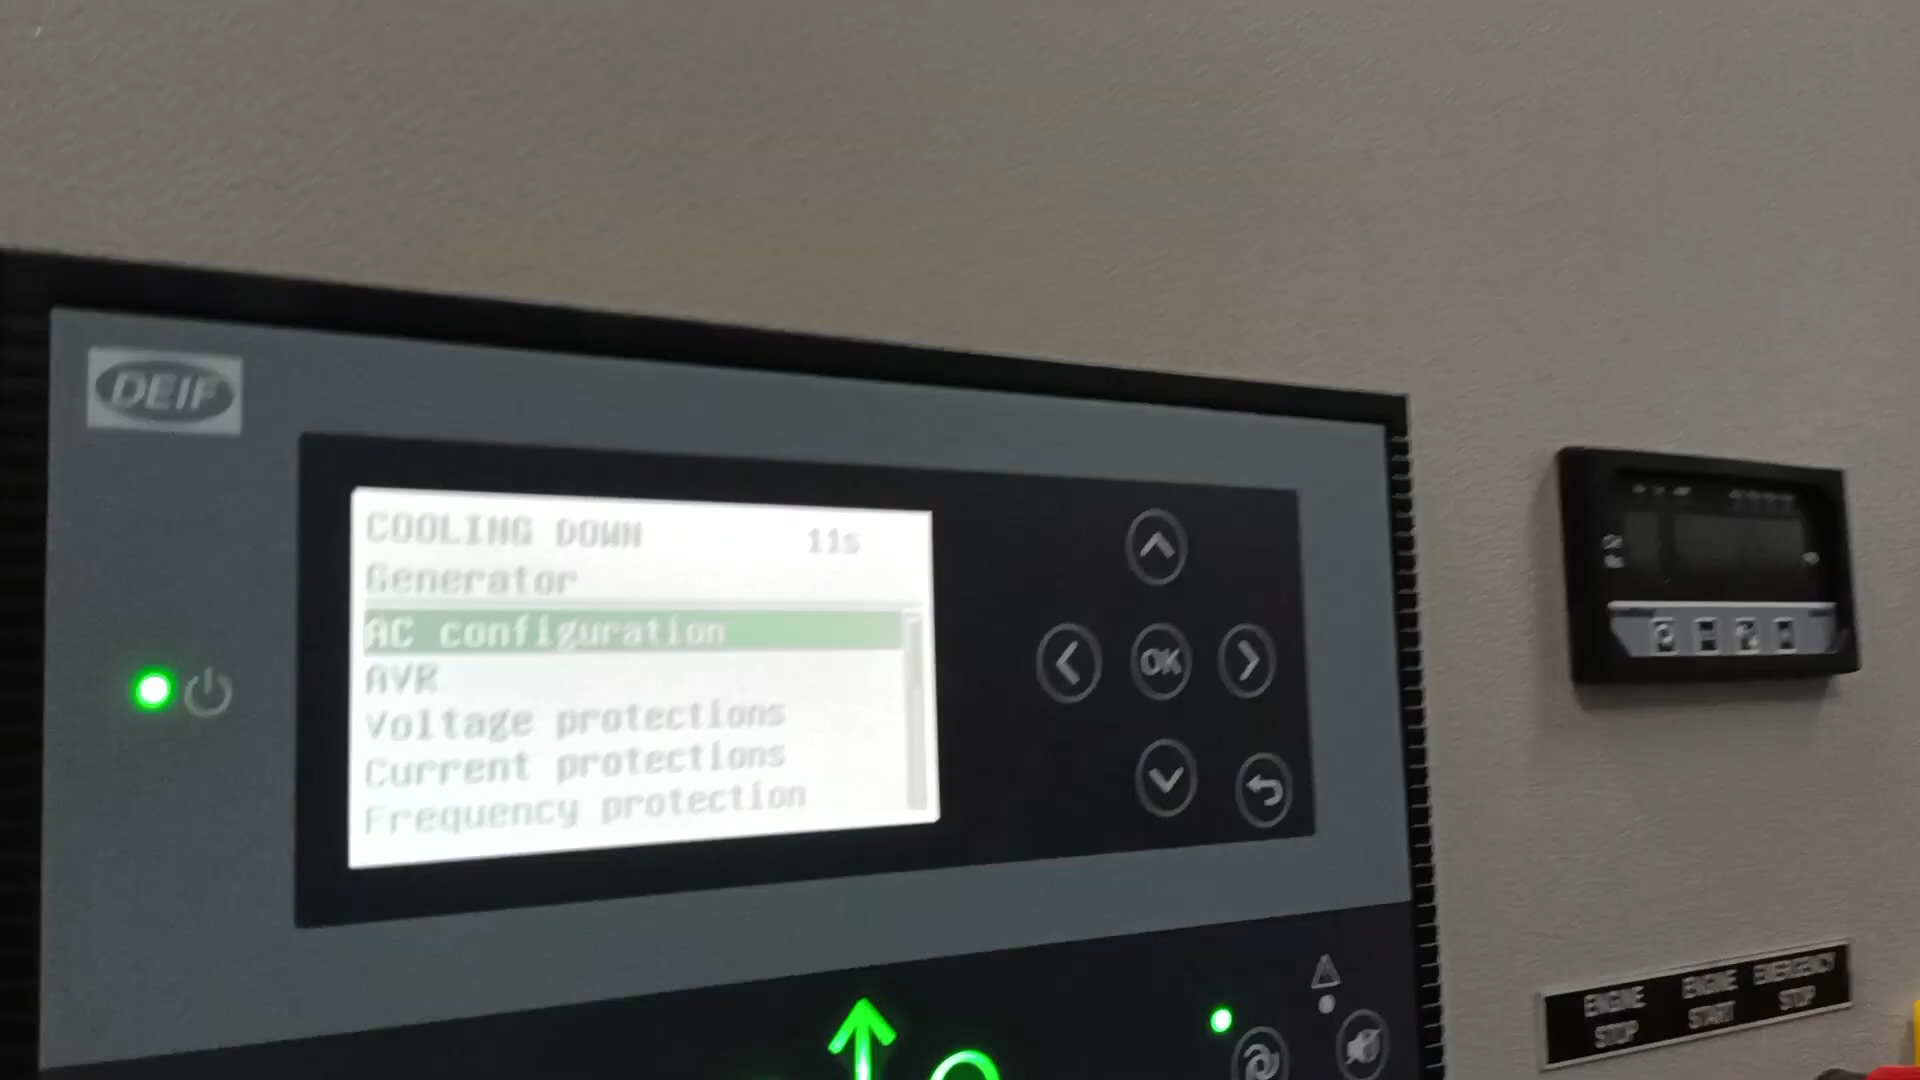 DEIF
COOLING DOWN 11s
Generator
AC configuration
AVR
Voltage protections
Current protections
Frequency protection
OK
ENGINE STOP
ENGINE START
EMERGENCY STOP